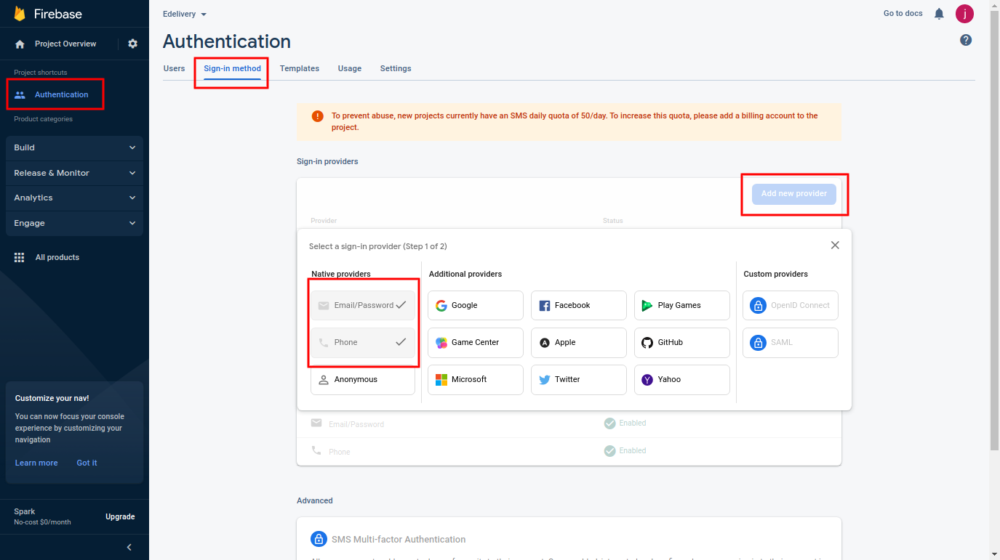 Firebase
Edelivery
Go to docs
j
Project Overview
Authentication
?
Users
Sign-in method
Templates
Usage
Settings
Project shortcuts
Authentication
Product categories
Build
Release & Monitor
Analytics
Engage
All products
Customize your nav!
You can now focus your console
experience by customizing your
navigation
Learn more
Got it
Spark
No-cost $0/month
Upgrade
To prevent abuse, new projects currently have an SMS daily quota of 50/day. To increase this quota, please add a billing account to the
project.
Sign-in providers
Add new provider
Provider
Status
Select a sign-in provider (Step 1 of 2)
Native providers
Additional providers
Custom providers
Email/Password
Google
Facebook
Play Games
OpenID Connect
Phone
Game Center
Apple
GitHub
SAML
Anonymous
Microsoft
Twitter
Yahoo
Email/Password
Enabled
Phone
Enabled
Advanced
SMS Multi-factor Authentication